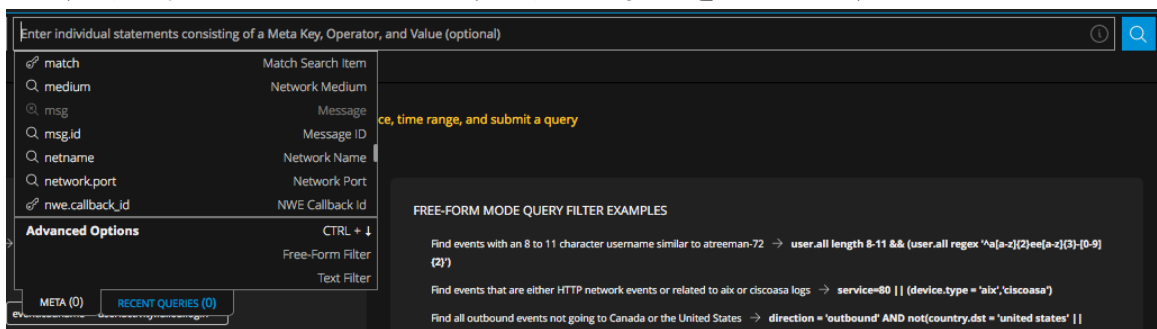 Enter individual statements consisting of a Meta Key, Operator, and Value (optional)
match Match Search Item
medium Network Medium
msg Message
msg.id Message ID
netname Network Name
network.port Network Port
nwe.callback_id NWE Callback Id
Advanced Options CTRL + ↓
Free-Form Filter
Text Filter
META (0) RECENT QUERIES (0)
ce, time range, and submit a query
FREE-FORM MODE QUERY FILTER EXAMPLES
Find events with an 8 to 11 character username similar to atreeman-72 → user.all length 8-11 && (user.all regex '^a[a-z]{2}ee[a-z]{3}-[0-9]
{2}')
Find events that are either HTTP network events or related to aix or ciscoasa logs → service=80 || (device.type = 'aix','ciscoasa')
Find all outbound events not going to Canada or the United States → direction = 'outbound' AND not(country.dst = 'united states' ||